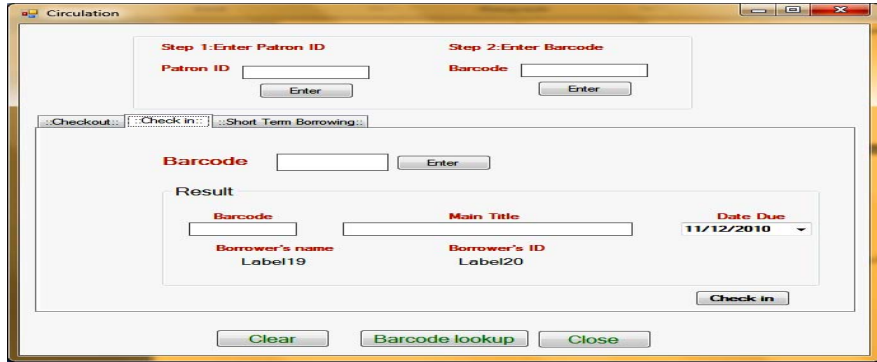 Circulation
Step 1:Enter Patron ID Step 2:Enter Barcode
Patron ID Barcode
Enter Enter
::Checkout:: ::Check in:: ::Short Term Borrowing::
Barcode Enter
Result
Barcode Main Title Date Due
11/12/2010
Borrower's name Borrower's ID
Label19 Label20
Check in
Clear Barcode lookup Close